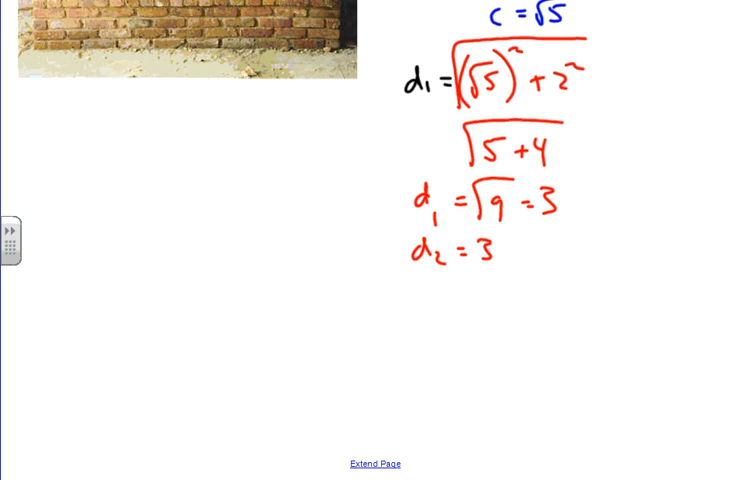 c = √5
d₁ = √((√5)² + 2²)
√(5 + 4)
d₁ = √9 = 3
d₂ = 3
Extend Page